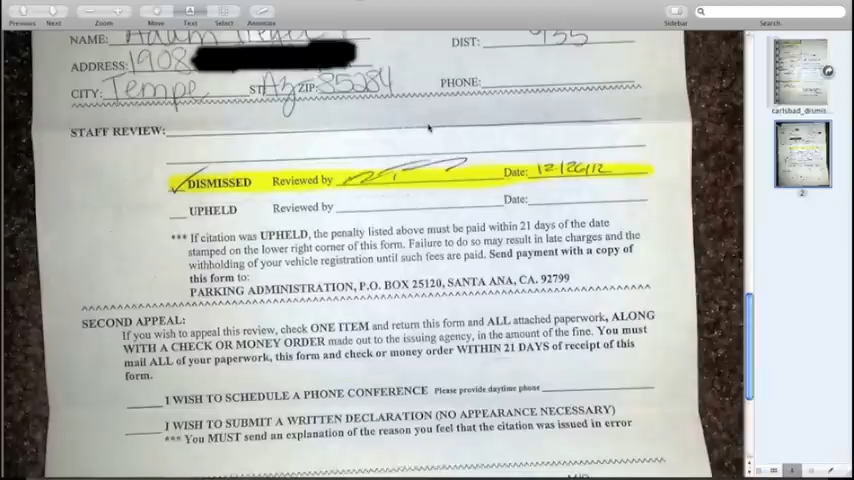 Previous Next Zoom Move Text Select Annotate Sidebar Search
NAME: Adam DIST: 455
ADDRESS: 1908
CITY: Tempe ST: Az ZIP: 85284 PHONE:
STAFF REVIEW:
DISMISSED Reviewed by Date: 12/26/12
UPHELD Reviewed by Date:
*** If citation was UPHELD, the penalty listed above must be paid within 21 days of the date
stamped on the lower right corner of this form. Failure to do so may result in late charges and the
withholding of your vehicle registration until such fees are paid. Send payment with a copy of
this form to:
PARKING ADMINISTRATION, P.O. BOX 25120, SANTA ANA, CA. 92799
SECOND APPEAL:
If you wish to appeal this review, check ONE ITEM and return this form and ALL attached paperwork, ALONG
WITH A CHECK OR MONEY ORDER made out to the issuing agency, in the amount of the fine. You must
mail ALL of your paperwork, this form and check or money order WITHIN 21 DAYS of receipt of this
form.
I WISH TO SCHEDULE A PHONE CONFERENCE Please provide daytime phone
I WISH TO SUBMIT A WRITTEN DECLARATION (NO APPEARANCE NECESSARY)
*** You MUST send an explanation of the reason you feel that the citation was issued in error
carlsbad_dismis...
2